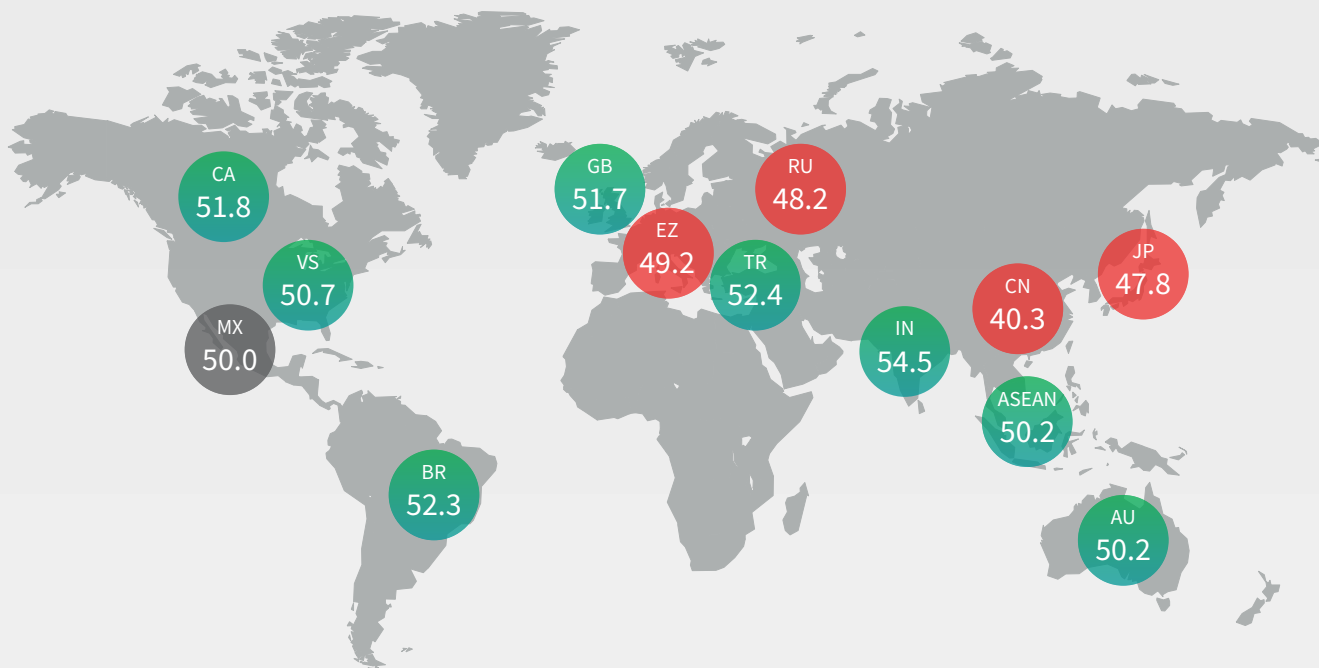 CA
51.8
VS
50.7
MX
50.0
BR
52.3
GB
51.7
EZ
49.2
RU
48.2
TR
52.4
IN
54.5
CN
40.3
JP
47.8
ASEAN
50.2
AU
50.2